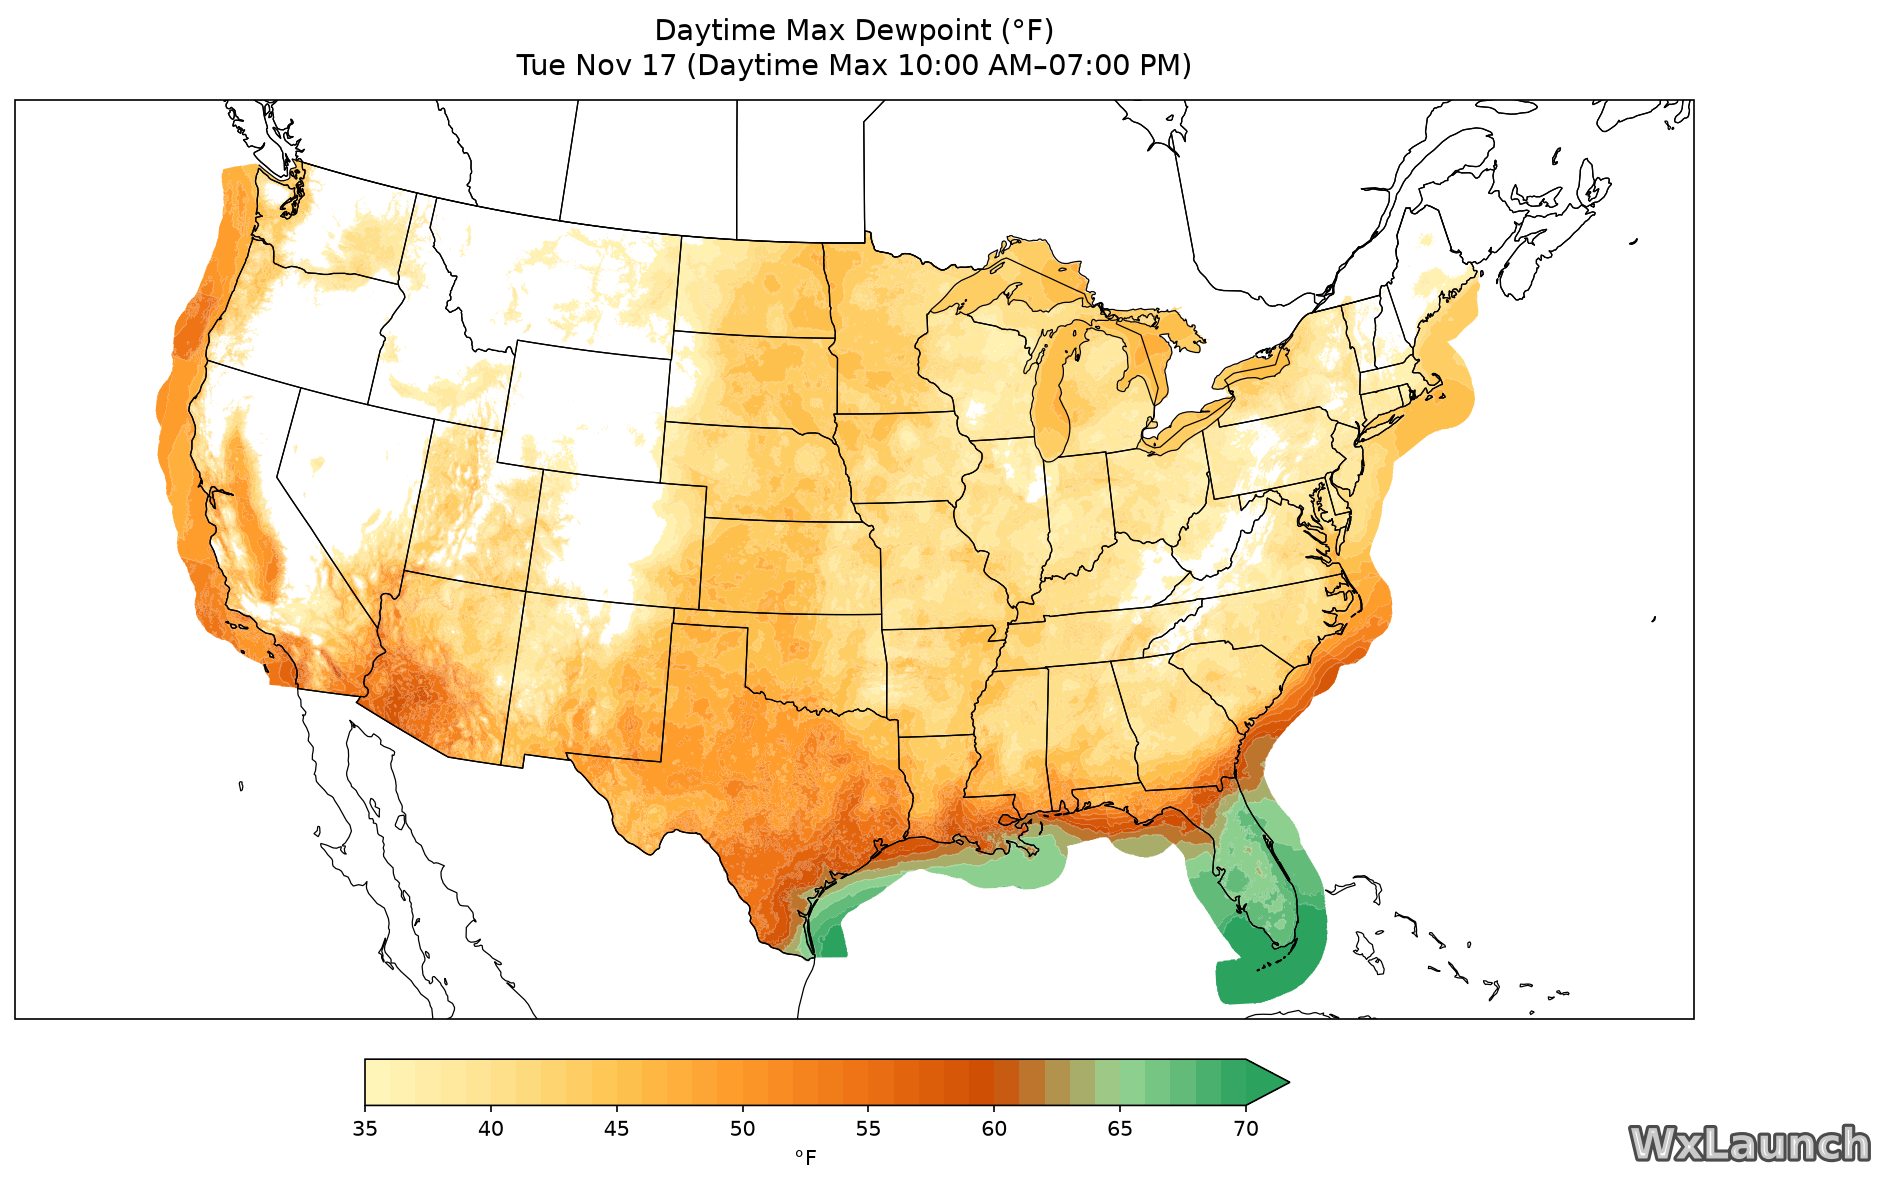 Daytime Max Dewpoint (°F)
Tue Nov 17 (Daytime Max 10:00 AM–07:00 PM)
35 40 45 50 55 60 65 70
°F
WxLaunch